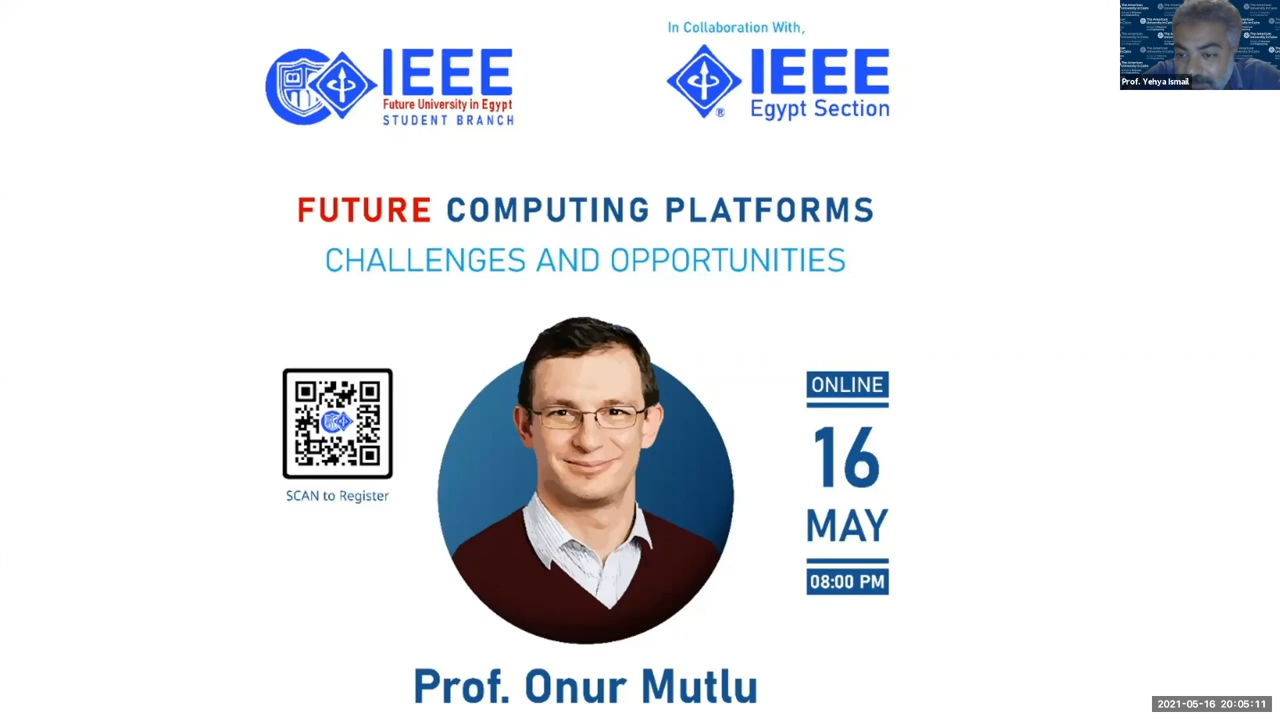 In Collaboration With,
IEEE
Future University in Egypt
STUDENT BRANCH
IEEE
Egypt Section
®
FUTURE COMPUTING PLATFORMS
CHALLENGES AND OPPORTUNITIES
SCAN to Register
ONLINE
16
MAY
08:00 PM
Prof. Onur Mutlu
Prof. Yehya Ismail
2021-05-16 20:05:11